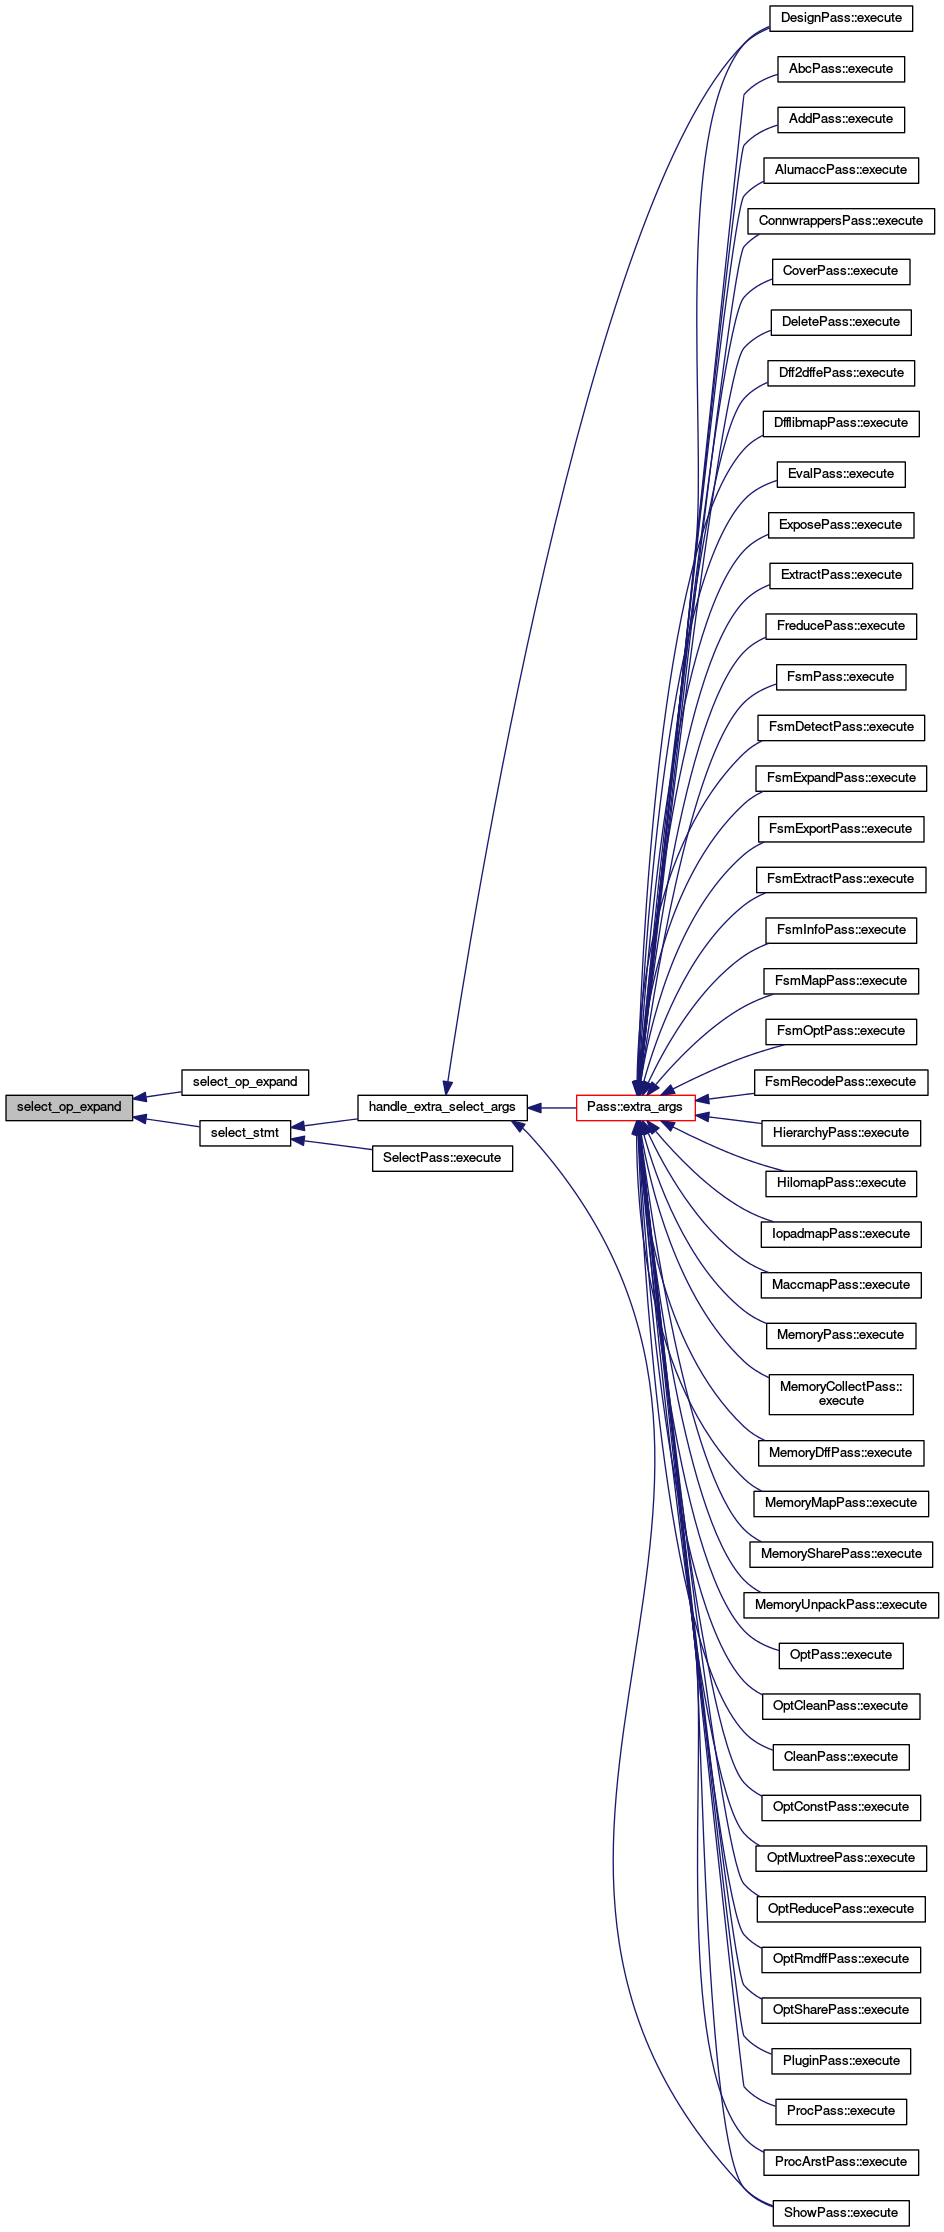 DesignPass::execute
AbcPass::execute
AddPass::execute
AlumaccPass::execute
ConnwrappersPass::execute
CoverPass::execute
DeletePass::execute
Dff2dffePass::execute
DfflibmapPass::execute
EvalPass::execute
ExposePass::execute
ExtractPass::execute
FreducePass::execute
FsmPass::execute
FsmDetectPass::execute
FsmExpandPass::execute
FsmExportPass::execute
FsmExtractPass::execute
FsmInfoPass::execute
FsmMapPass::execute
FsmOptPass::execute
select_op_expand
FsmRecodePass::execute
select_op_expand
handle_extra_select_args
Pass::extra_args
select_stmt
HierarchyPass::execute
SelectPass::execute
HilomapPass::execute
IopadmapPass::execute
MaccmapPass::execute
MemoryPass::execute
MemoryCollectPass::
execute
MemoryDffPass::execute
MemoryMapPass::execute
MemorySharePass::execute
MemoryUnpackPass::execute
OptPass::execute
OptCleanPass::execute
CleanPass::execute
OptConstPass::execute
OptMuxtreePass::execute
OptReducePass::execute
OptRmdffPass::execute
OptSharePass::execute
PluginPass::execute
ProcPass::execute
ProcArstPass::execute
ShowPass::execute